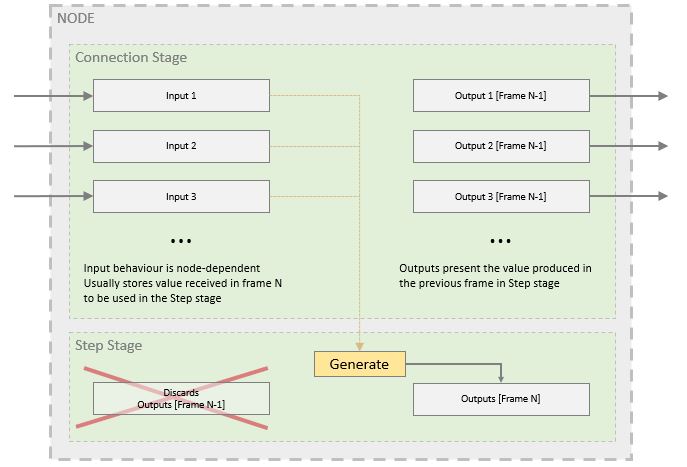 NODE
Connection Stage
Input 1
Output 1 [Frame N-1]
Input 2
Output 2 [Frame N-1]
Input 3
Output 3 [Frame N-1]
...
...
Input behaviour is node-dependent
Usually stores value received in frame N
to be used in the Step stage
Outputs present the value produced in
the previous frame in Step stage
Step Stage
Generate
Discards
Outputs [Frame N-1]
Outputs [Frame N]